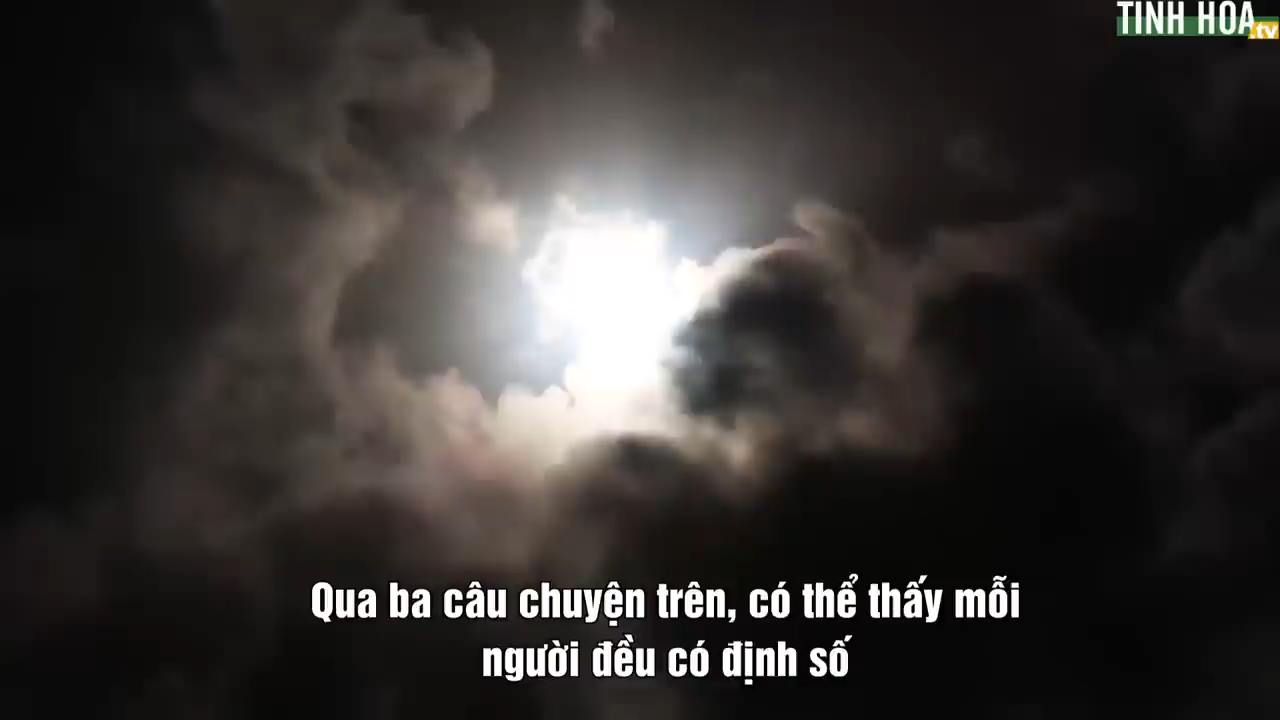 TINH HOA
.tv
Qua ba câu chuyện trên, có thể thấy mỗi
người đều có định số